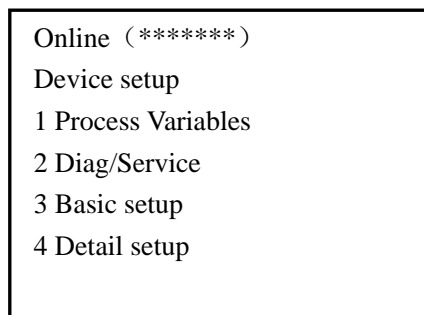 Online（*******）
Device setup
1 Process Variables
2 Diag/Service
3 Basic setup
4 Detail setup